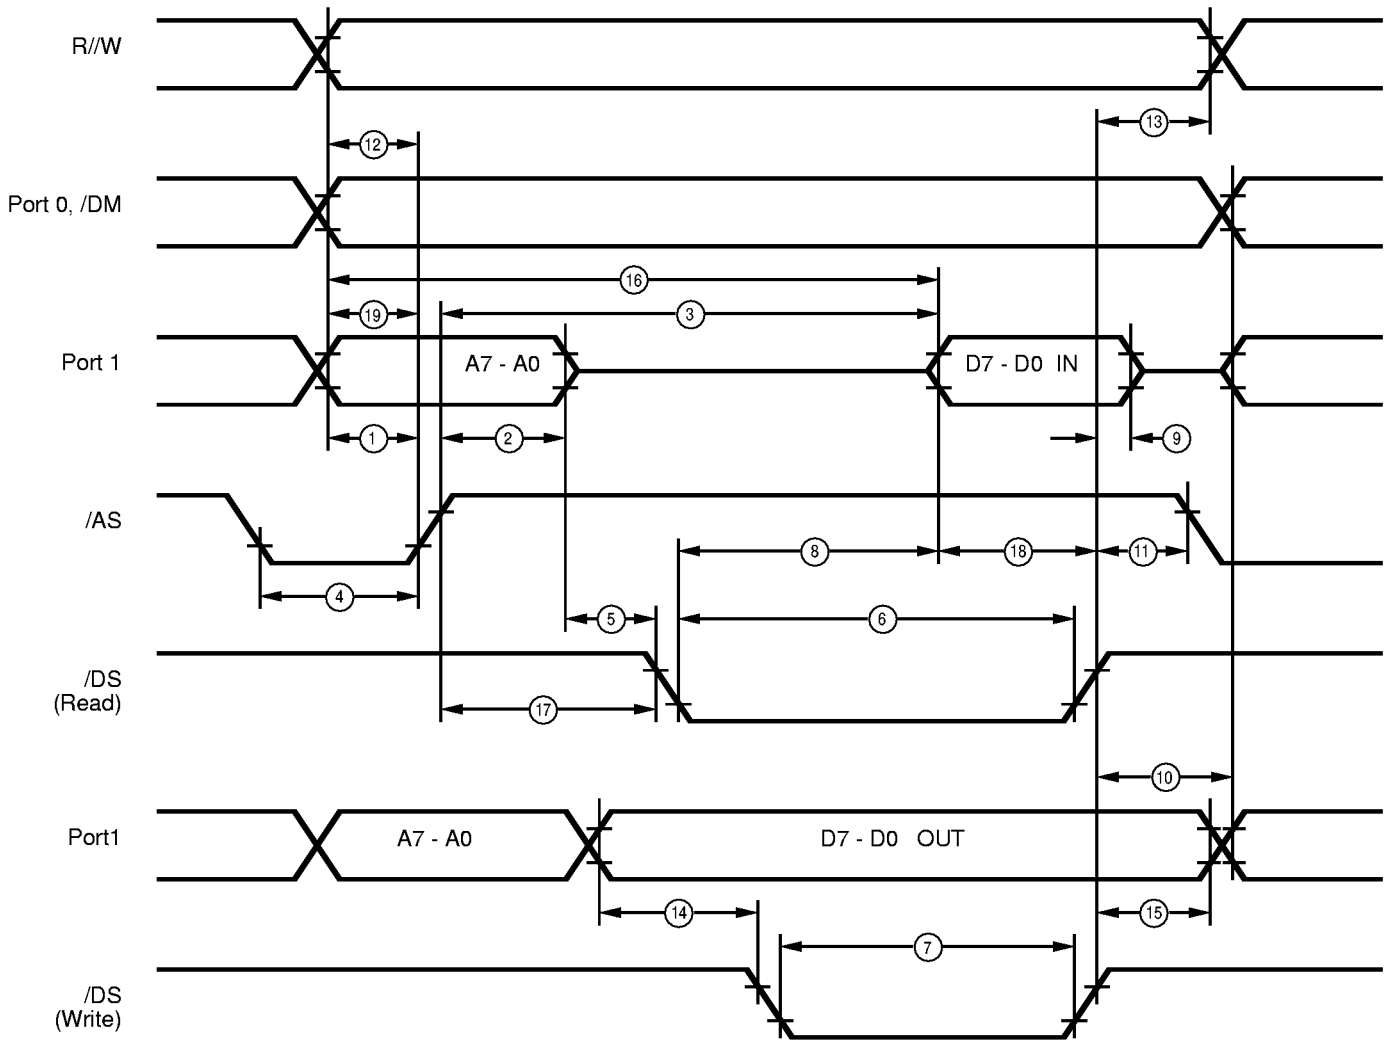 R//W
13
12
Port 0, /DM
16
19
3
Port 1
A7 - A0
D7 - D0 IN
1
2
9
/AS
8
18
11
4
5
6
/DS
(Read)
17
10
Port1
A7 - A0
D7 - D0 OUT
14
15
7
/DS
(Write)